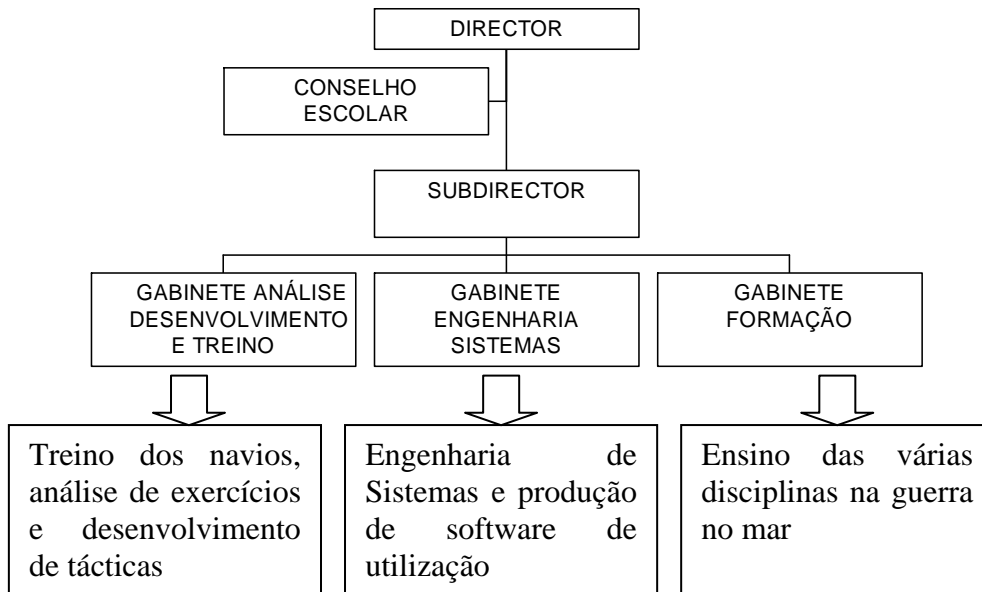 DIRECTOR
CONSELHO
ESCOLAR
SUBDIRECTOR
GABINETE ANÁLISE
DESENVOLVIMENTO
E TREINO
GABINETE
ENGENHARIA
SISTEMAS
GABINETE
FORMAÇÃO
Treino dos navios,
análise de exercícios
e desenvolvimento
de tácticas
Engenharia de
Sistemas e produção
de software de
utilização
Ensino das várias
disciplinas na guerra
no mar